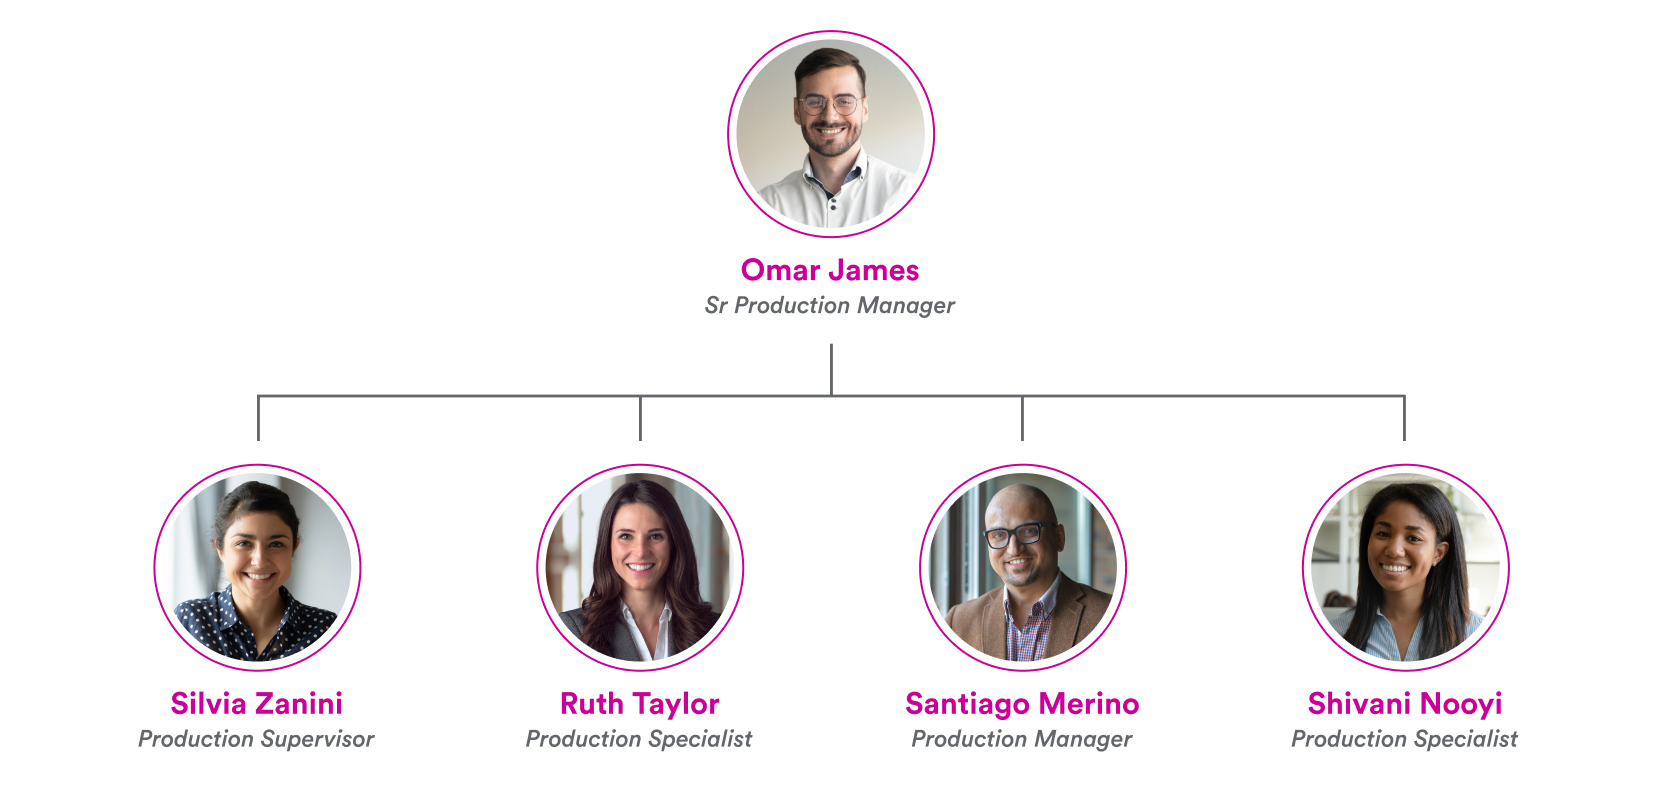 Omar James
Sr Production Manager
Silvia Zanini
Production Supervisor
Ruth Taylor
Production Specialist
Santiago Merino
Production Manager
Shivani Nooyi
Production Specialist